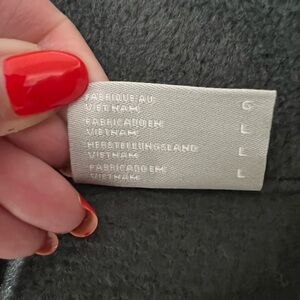 FABRIQUE AU G
VIETNAM:
FABRICADO EN: L
VIETNAM:
HERSTELLUNGSLAND L
VIETNAM:
FABRICADO EM: L
VIETNAM